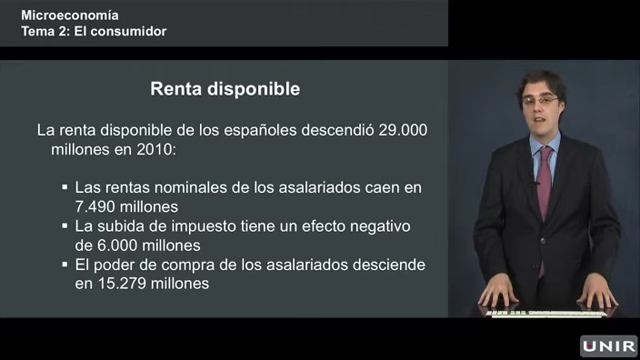 Microeconomía
Tema 2: El consumidor
Renta disponible
La renta disponible de los españoles descendió 29.000
millones en 2010:
▪ Las rentas nominales de los asalariados caen en
7.490 millones
▪ La subida de impuesto tiene un efecto negativo
de 6.000 millones
▪ El poder de compra de los asalariados desciende
en 15.279 millones
UNIR